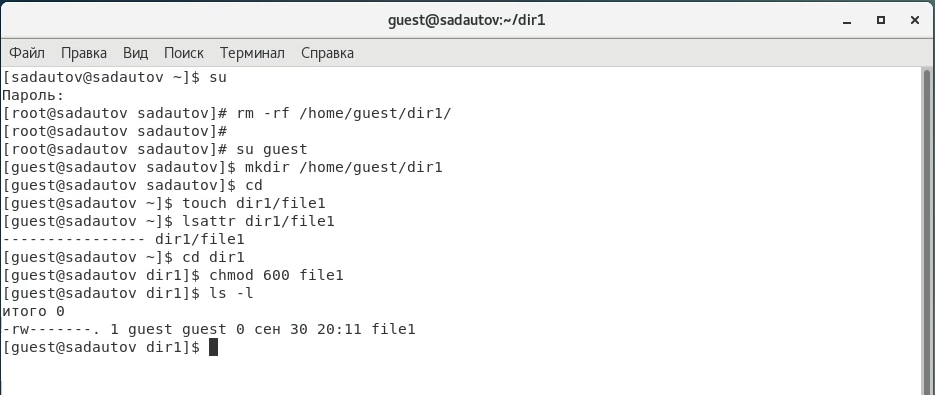 guest@sadautov:~/dir1
Файл Правка Вид Поиск Терминал Справка
[sadautov@sadautov ~]$ su
Пароль:
[root@sadautov sadautov]# rm -rf /home/guest/dir1/
[root@sadautov sadautov]#
[root@sadautov sadautov]# su guest
[guest@sadautov sadautov]$ mkdir /home/guest/dir1
[guest@sadautov sadautov]$ cd
[guest@sadautov ~]$ touch dir1/file1
[guest@sadautov ~]$ lsattr dir1/file1
---------------- dir1/file1
[guest@sadautov ~]$ cd dir1
[guest@sadautov dir1]$ chmod 600 file1
[guest@sadautov dir1]$ ls -l
итого 0
-rw-------. 1 guest guest 0 сен 30 20:11 file1
[guest@sadautov dir1]$